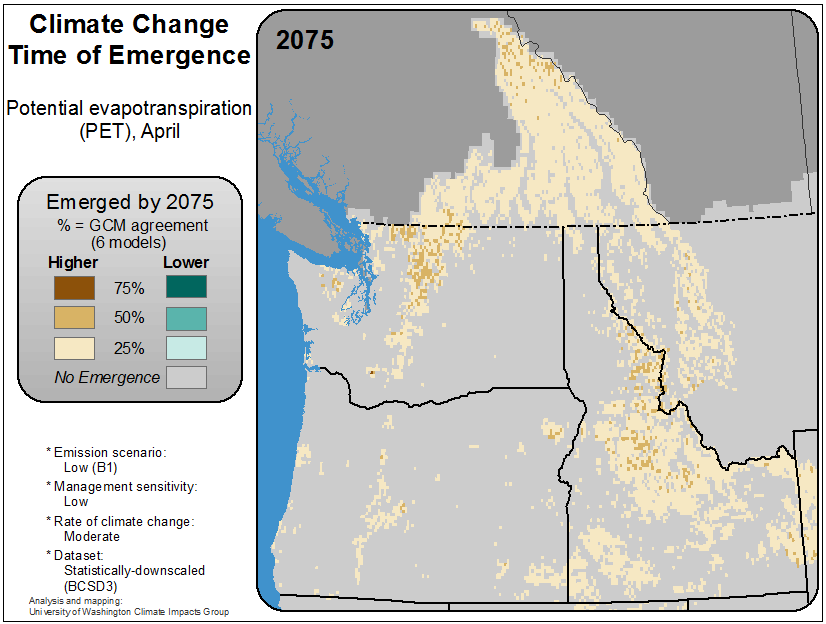 Climate Change
Time of Emergence
Potential evapotranspiration
(PET), April
2075
Emerged by 2075
% = GCM agreement
(6 models)
Higher Lower
75%
50%
25%
No Emergence
* Emission scenario:
Low (B1)
* Management sensitivity:
Low
* Rate of climate change:
Moderate
* Dataset:
Statistically-downscaled
(BCSD3)
Analysis and mapping:
University of Washington Climate Impacts Group